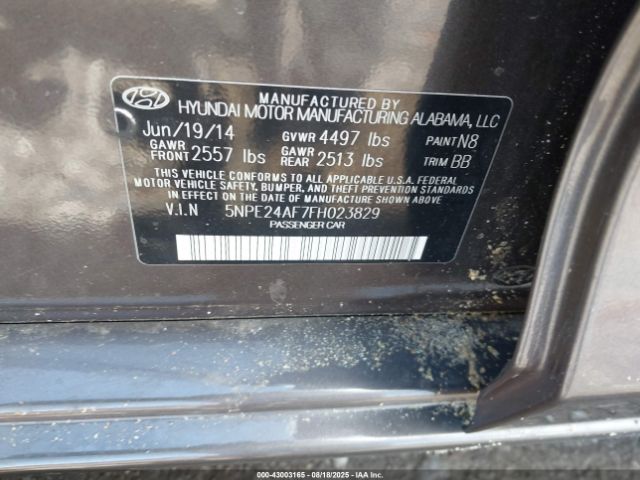 MANUFACTURED BY
HYUNDAI MOTOR MANUFACTURING ALABAMA, LLC
Jun/19/14 GVWR 4497 lbs PAINT N8
GAWR FRONT 2557 lbs GAWR REAR 2513 lbs TRIM BB
THIS VEHICLE CONFORMS TO ALL APPLICABLE U.S.A. FEDERAL
MOTOR VEHICLE SAFETY, BUMPER, AND THEFT PREVENTION STANDARDS
IN EFFECT ON THE DATE OF MANUFACTURE SHOWN ABOVE.
V.I.N 5NPE24AF7FH023829
PASSENGER CAR
000-43003165 - 08/18/2025 - © IAA Holdings, LLC